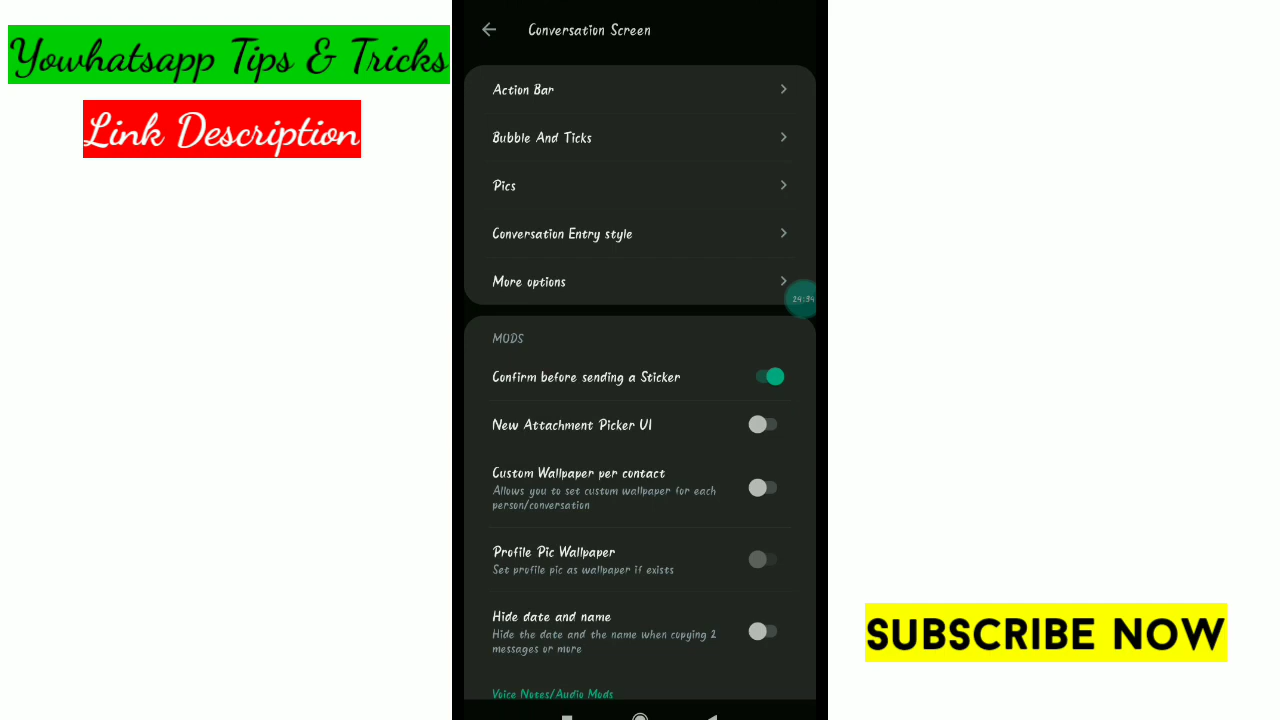 Yowhatsapp Tips & Tricks
Link Description
Conversation Screen
Action Bar
Bubble And Ticks
Pics
Conversation Entry style
More options
24:34
MODS
Confirm before sending a Sticker
New Attachment Picker UI
Custom Wallpaper per contact
Allows you to set custom wallpaper for each
person/conversation
Profile Pic Wallpaper
Set profile pic as wallpaper if exists
Hide date and name
Hide the date and the name when copying 2
messages or more
Voice Notes/Audio Mods
SUBSCRIBE NOW